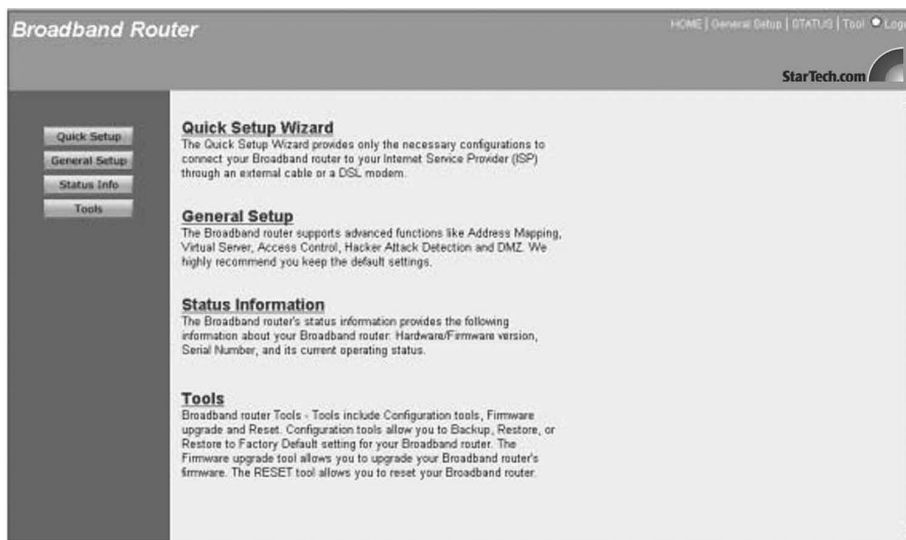 Broadband Router
HOME | General Setup | STATUS | Tool
StarTech.com
Quick Setup
General Setup
Status Info
Tools
Quick Setup Wizard
The Quick Setup Wizard provides only the necessary configurations to
connect your Broadband router to your Internet Service Provider (ISP)
through an external cable or a DSL modem.
General Setup
The Broadband router supports advanced functions like Address Mapping,
Virtual Server, Access Control, Hacker Attack Detection and DMZ. We
highly recommend you keep the default settings.
Status Information
The Broadband router's status information provides the following
information about your Broadband router: Hardware/Firmware version,
Serial Number, and its current operating status.
Tools
Broadband router Tools - Tools include Configuration tools, Firmware
upgrade and Reset. Configuration tools allow you to Backup, Restore, or
Restore to Factory Default setting for your Broadband router. The
Firmware upgrade tool allows you to upgrade your Broadband router's
firmware. The RESET tool allows you to reset your Broadband router.